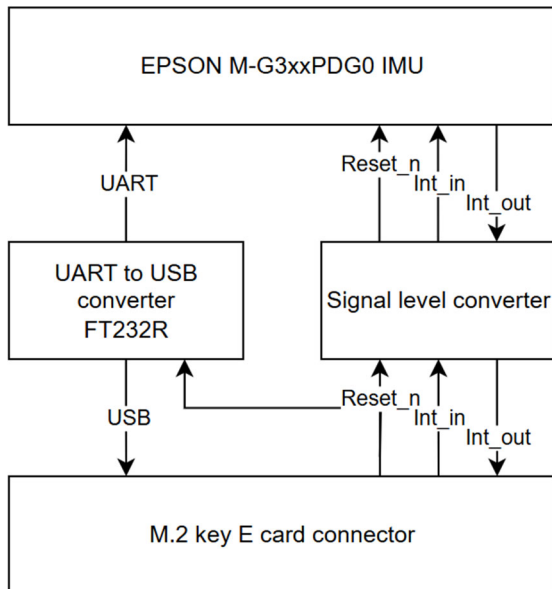 EPSON M-G3xxPDG0 IMU
Reset_n
UART
Int_in
Int_out
UART to USB
converter
FT232R
Signal level converter
Reset_n
USB
Int_in
Int_out
M.2 key E card connector